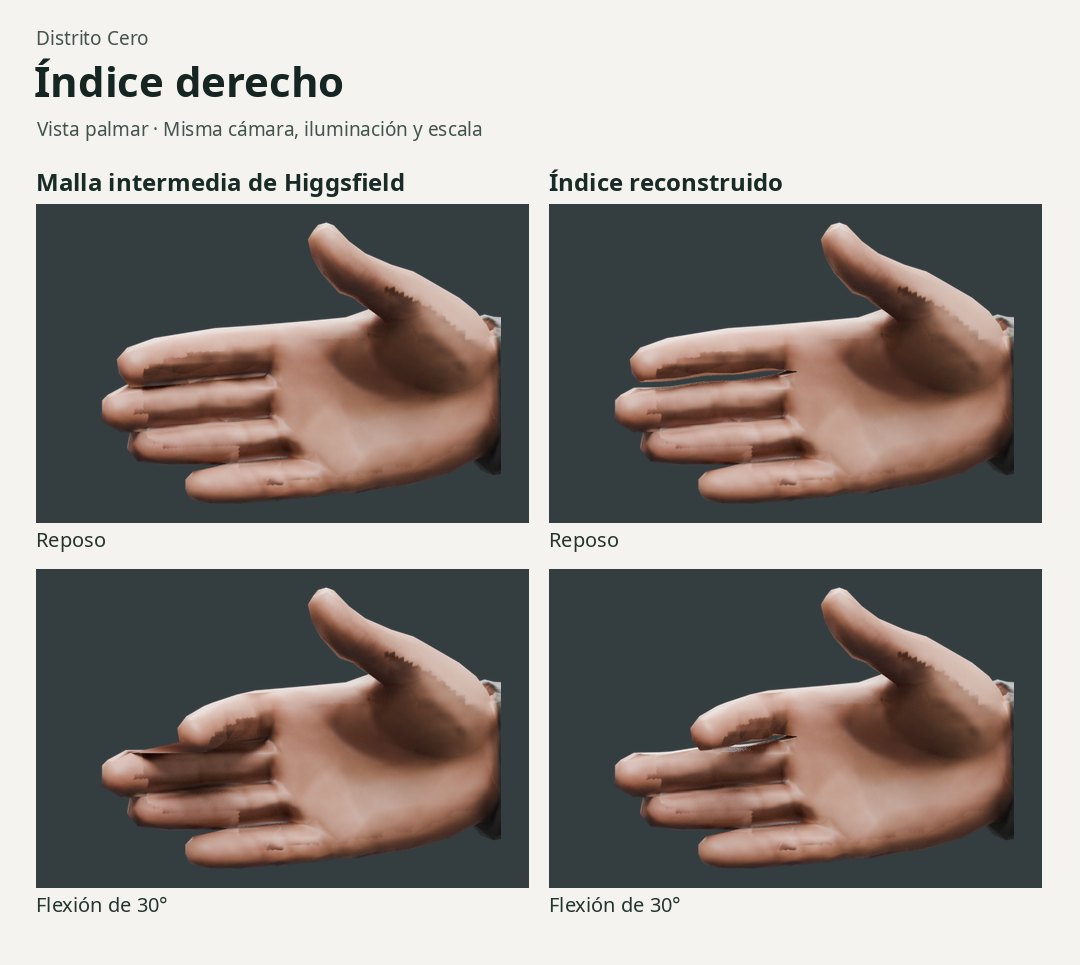 Distrito Cero
Índice derecho
Vista palmar · Misma cámara, iluminación y escala
Malla intermedia de Higgsfield
Índice reconstruido
Reposo
Reposo
Flexión de 30°
Flexión de 30°